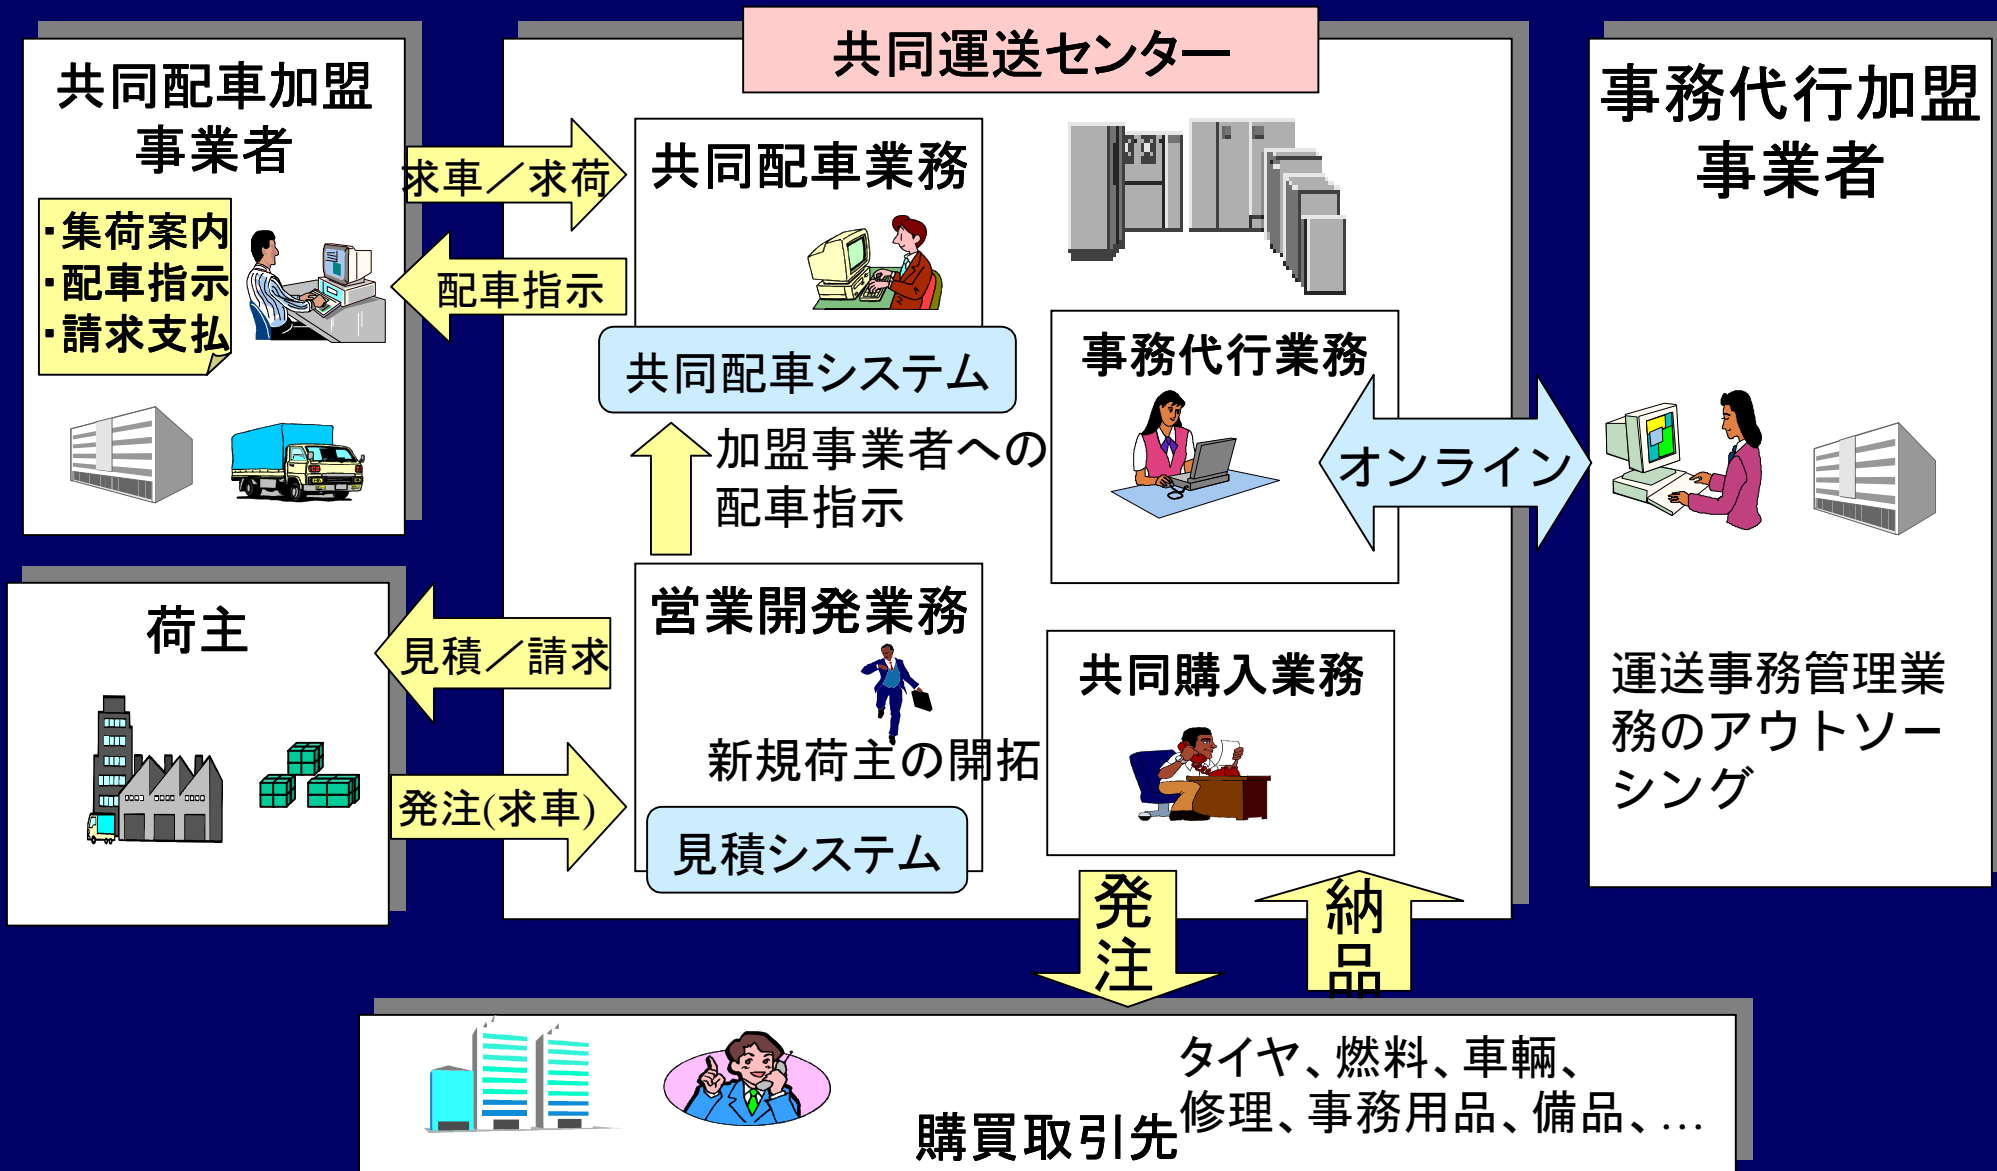 共同運送センター
共同配車加盟
事業者
・集荷案内
・配車指示
・請求支払
求車／求荷
配車指示
共同配車業務
共同配車システム
加盟事業者への
配車指示
事務代行業務
オンライン
事務代行加盟
事業者
運送事務管理業
務のアウトソー
シング
荷主
見積／請求
発注(求車)
営業開発業務
新規荷主の開拓
見積システム
共同購入業務
発
注
納
品
タイヤ、燃料、車輌、
修理、事務用品、備品、…
購買取引先